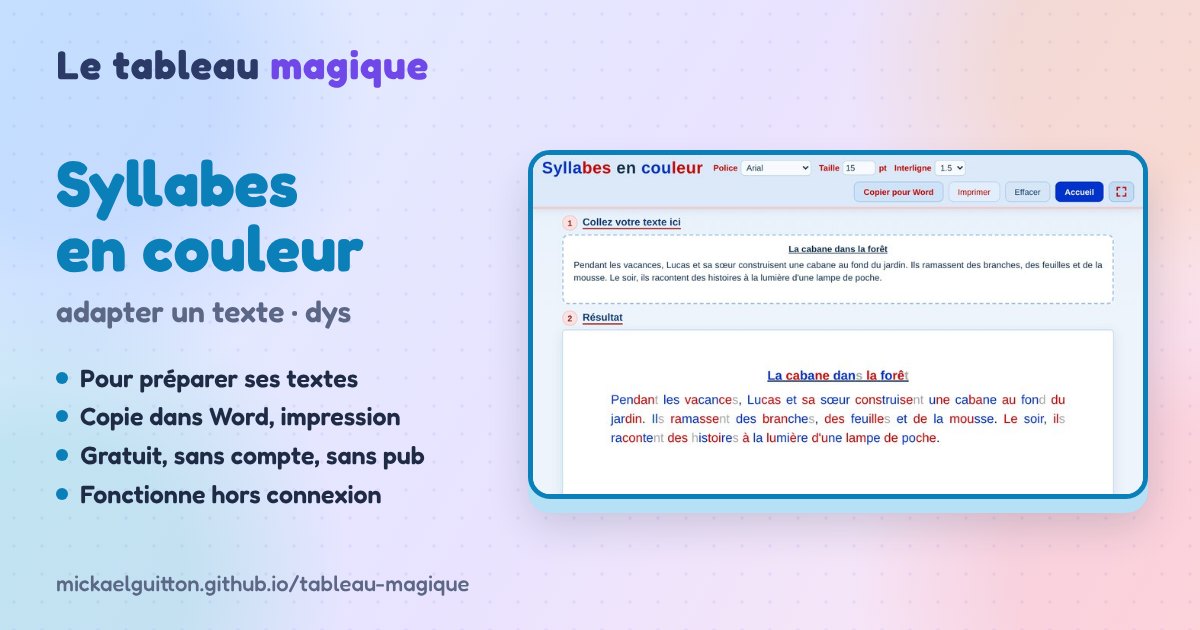 Le tableau magique
Syllabes
en couleur
adapter un texte · dys
Pour préparer ses textes
Copie dans Word, impression
Gratuit, sans compte, sans pub
Fonctionne hors connexion
mickaelguitton.github.io/tableau-magique
Syllabes en couleur Police Arial Taille 15 pt Interligne 1.5
Copier pour Word Imprimer Effacer Accueil
1 Collez votre texte ici
La cabane dans la forêt
Pendant les vacances, Lucas et sa sœur construisent une cabane au fond du jardin. Ils ramassent des branches, des feuilles et de la
mousse. Le soir, ils racontent des histoires à la lumière d'une lampe de poche.
2 Résultat
La cabane dans la forêt
Pendant les vacances, Lucas et sa sœur construisent une cabane au fond du
jardin. Ils ramassent des branches, des feuilles et de la mousse. Le soir, ils
racontent des histoires à la lumière d'une lampe de poche.